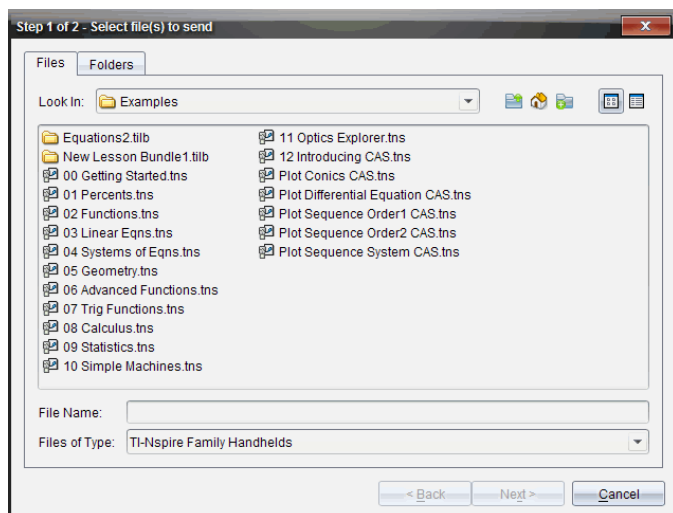 Step 1 of 2 - Select file(s) to send
Files Folders
Look In: Examples
Equations2.tilb
New Lesson Bundle1.tilb
00 Getting Started.tns
01 Percents.tns
02 Functions.tns
03 Linear Eqns.tns
04 Systems of Eqns.tns
05 Geometry.tns
06 Advanced Functions.tns
07 Trig Functions.tns
08 Calculus.tns
09 Statistics.tns
10 Simple Machines.tns
11 Optics Explorer.tns
12 Introducing CAS.tns
Plot Conics CAS.tns
Plot Differential Equation CAS.tns
Plot Sequence Order1 CAS.tns
Plot Sequence Order2 CAS.tns
Plot Sequence System CAS.tns
File Name:
Files of Type: TI-Nspire Family Handhelds
< Back Next > Cancel